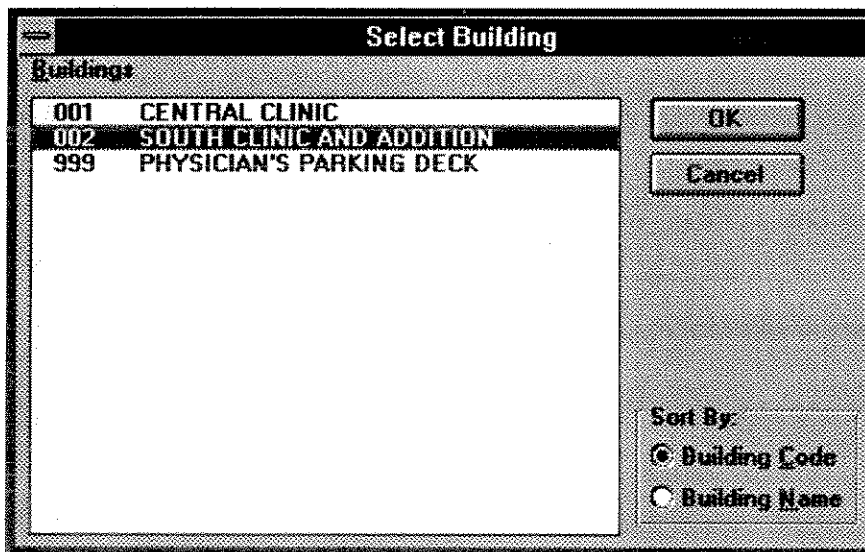 Select Building
Buildings
001 CENTRAL CLINIC
002 SOUTH CLINIC AND ADDITION
999 PHYSICIAN'S PARKING DECK
OK
Cancel
Sort By:
Building Code
Building Name